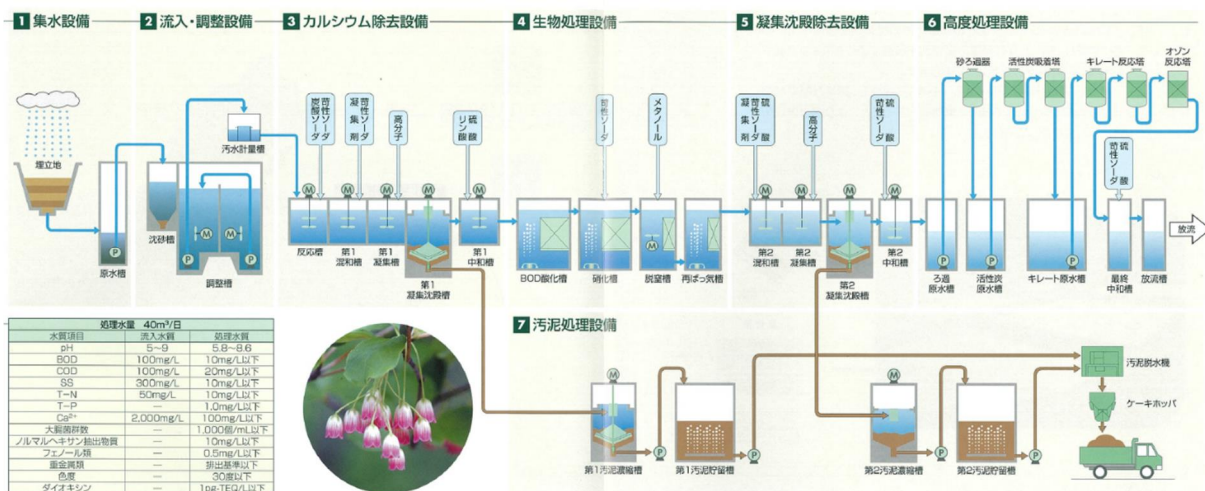 1 集水設備
2 流入・調整設備
3 カルシウム除去設備
4 生物処理設備
5 凝集沈殿除去設備
6 高度処理設備
埋立地
原水槽
P
汚水計量槽
沈砂槽
調整槽
P
M
M
P
炭酸ソーダ
苛性ソーダ
凝集剤
苛性ソーダ
高分子
リン酸
硫酸
M
M
M
M
M
反応槽
第1混和槽
第1凝集槽
第1凝集沈殿槽
第1中和槽
苛性ソーダ
メタノール
M
BOD酸化槽
硝化槽
脱窒槽
再ばっ気槽
凝集剤
苛性ソーダ
硫酸
高分子
苛性ソーダ
硫酸
M
M
M
M
第2混和槽
第2凝集槽
第2凝集沈殿槽
第2中和槽
砂ろ過器
活性炭吸着塔
キレート反応塔
オゾン反応塔
苛性ソーダ
硫酸
P
P
P
ろ過原水槽
活性炭原水槽
キレート原水槽
最終中和槽
放流槽
放流
処理水量 40m³/日
水質項目 流入水質 処理水質
pH 5~9 5.8~8.6
BOD 100mg/L 10mg/L以下
COD 100mg/L 20mg/L以下
SS 300mg/L 10mg/L以下
T-N 50mg/L 10mg/L以下
T-P — 1.0mg/L以下
Ca²⁺ 2,000mg/L 100mg/L以下
大腸菌群数 — 1,000個/mL以下
ノルマルヘキサン抽出物質 — 10mg/L以下
フェノール類 — 0.5mg/L以下
重金属類 — 排出基準以下
色度 — 30度以下
ダイオキシン — 1pg-TEQ/L以下
7 汚泥処理設備
M
P
P
M
P
P
第1汚泥濃縮槽
第1汚泥貯留槽
第2汚泥濃縮槽
第2汚泥貯留槽
汚泥脱水機
ケーキホッパ